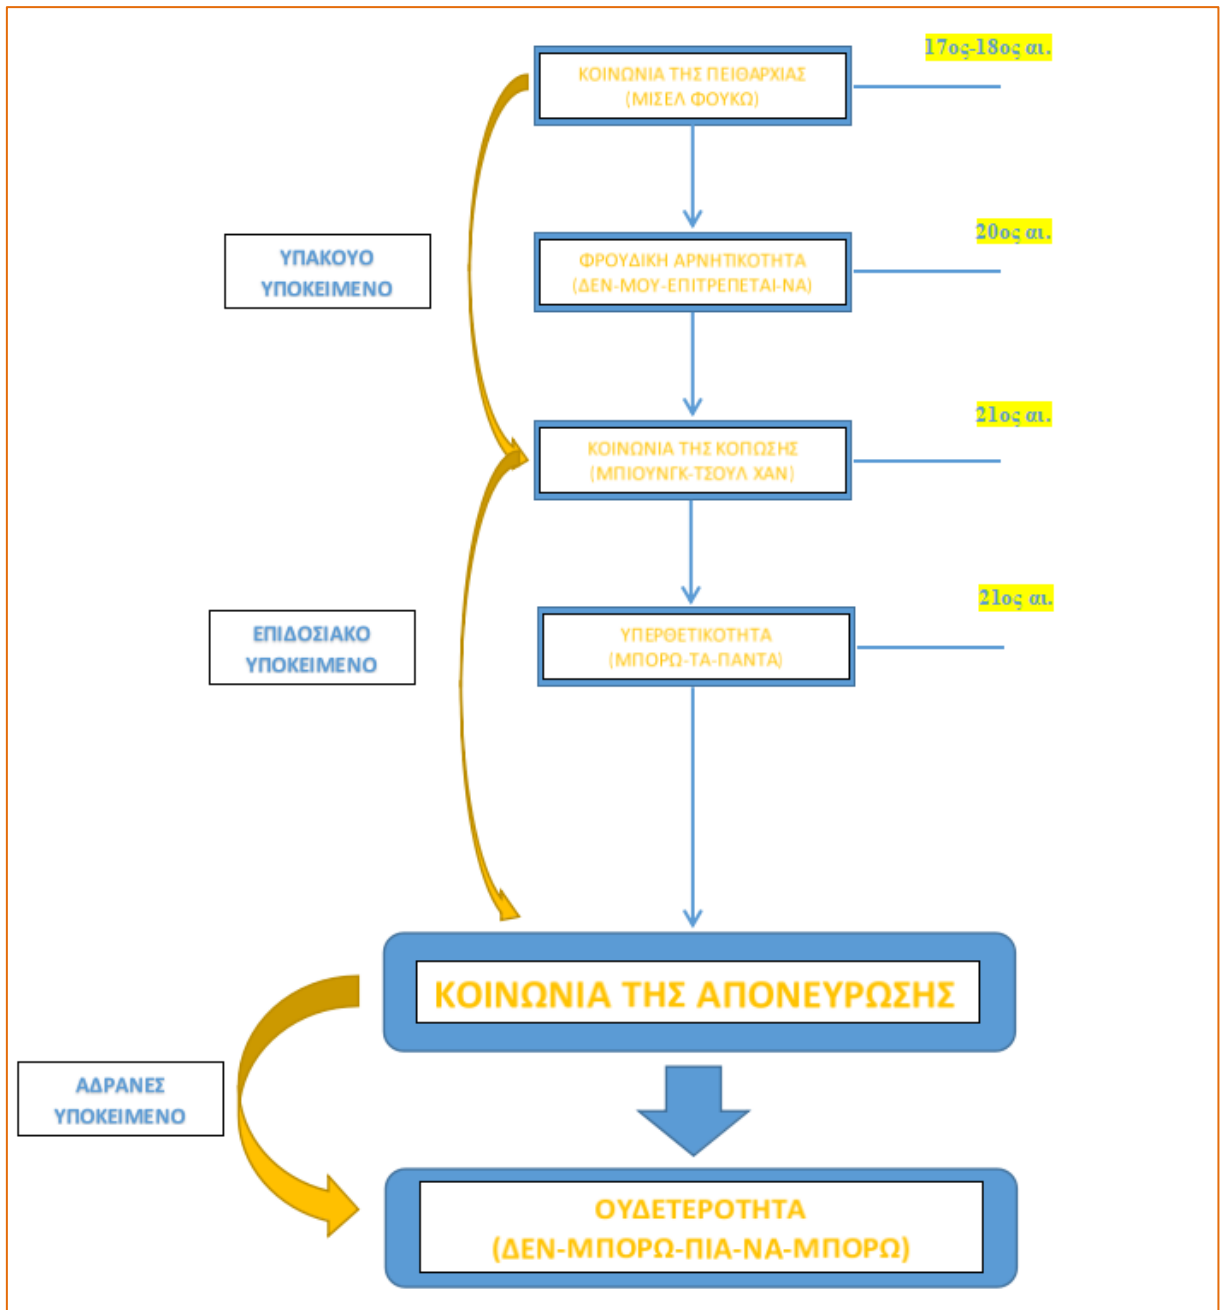 17ος-18ος αι.
ΚΟΙΝΩΝΙΑ ΤΗΣ ΠΕΙΘΑΡΧΙΑΣ
(ΜΙΣΕΛ ΦΟΥΚΩ)
20ος αι.
ΥΠΑΚΟΥΟ
ΥΠΟΚΕΙΜΕΝΟ
ΦΡΟΥΔΙΚΗ ΑΡΝΗΤΙΚΟΤΗΤΑ
(ΔΕΝ-ΜΟΥ-ΕΠΙΤΡΕΠΕΤΑΙ-ΝΑ)
21ος αι.
ΚΟΙΝΩΝΙΑ ΤΗΣ ΚΟΠΩΣΗΣ
(ΜΠΙΟΥΝΓΚ-ΤΣΟΥΛ ΧΑΝ)
21ος αι.
ΕΠΙΔΟΣΙΑΚΟ
ΥΠΟΚΕΙΜΕΝΟ
ΥΠΕΡΘΕΤΙΚΟΤΗΤΑ
(ΜΠΟΡΩ-ΤΑ-ΠΑΝΤΑ)
ΚΟΙΝΩΝΙΑ ΤΗΣ ΑΠΟΝΕΥΡΩΣΗΣ
ΑΔΡΑΝΕΣ
ΥΠΟΚΕΙΜΕΝΟ
ΟΥΔΕΤΕΡΟΤΗΤΑ
(ΔΕΝ-ΜΠΟΡΩ-ΠΙΑ-ΝΑ-ΜΠΟΡΩ)